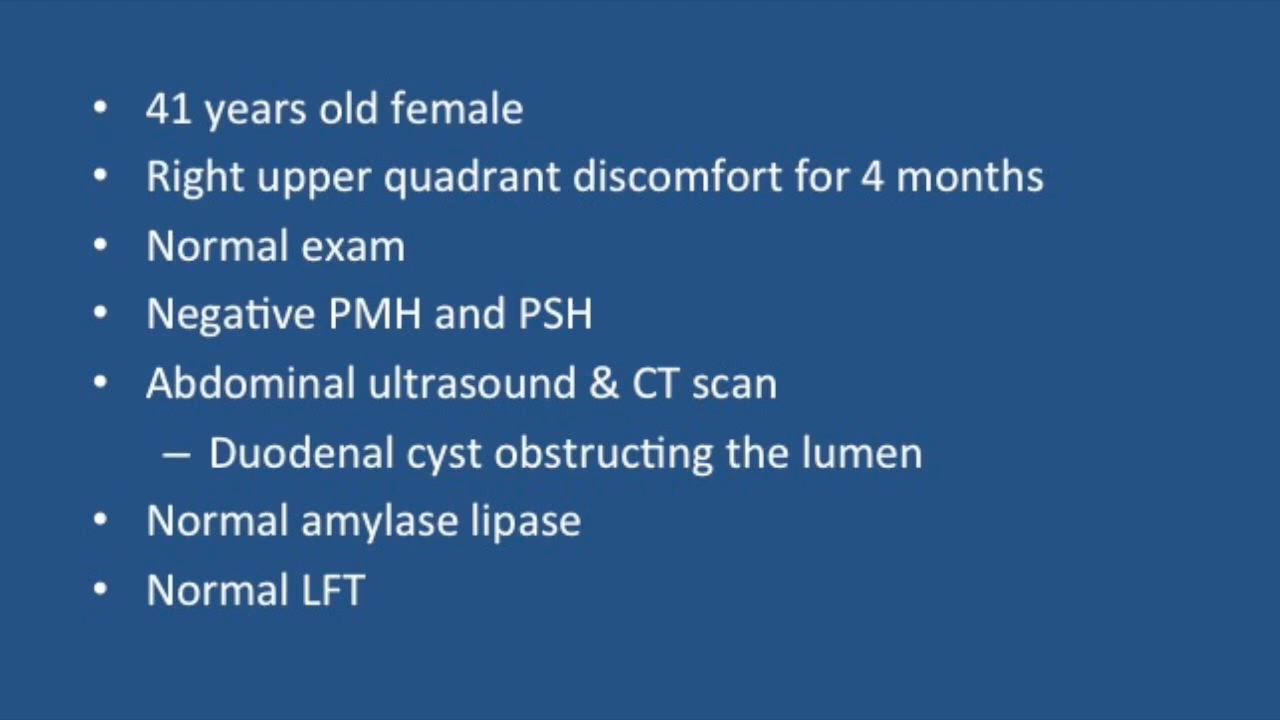 • 41 years old female
• Right upper quadrant discomfort for 4 months
• Normal exam
• Negative PMH and PSH
• Abdominal ultrasound & CT scan
– Duodenal cyst obstructing the lumen
• Normal amylase lipase
• Normal LFT